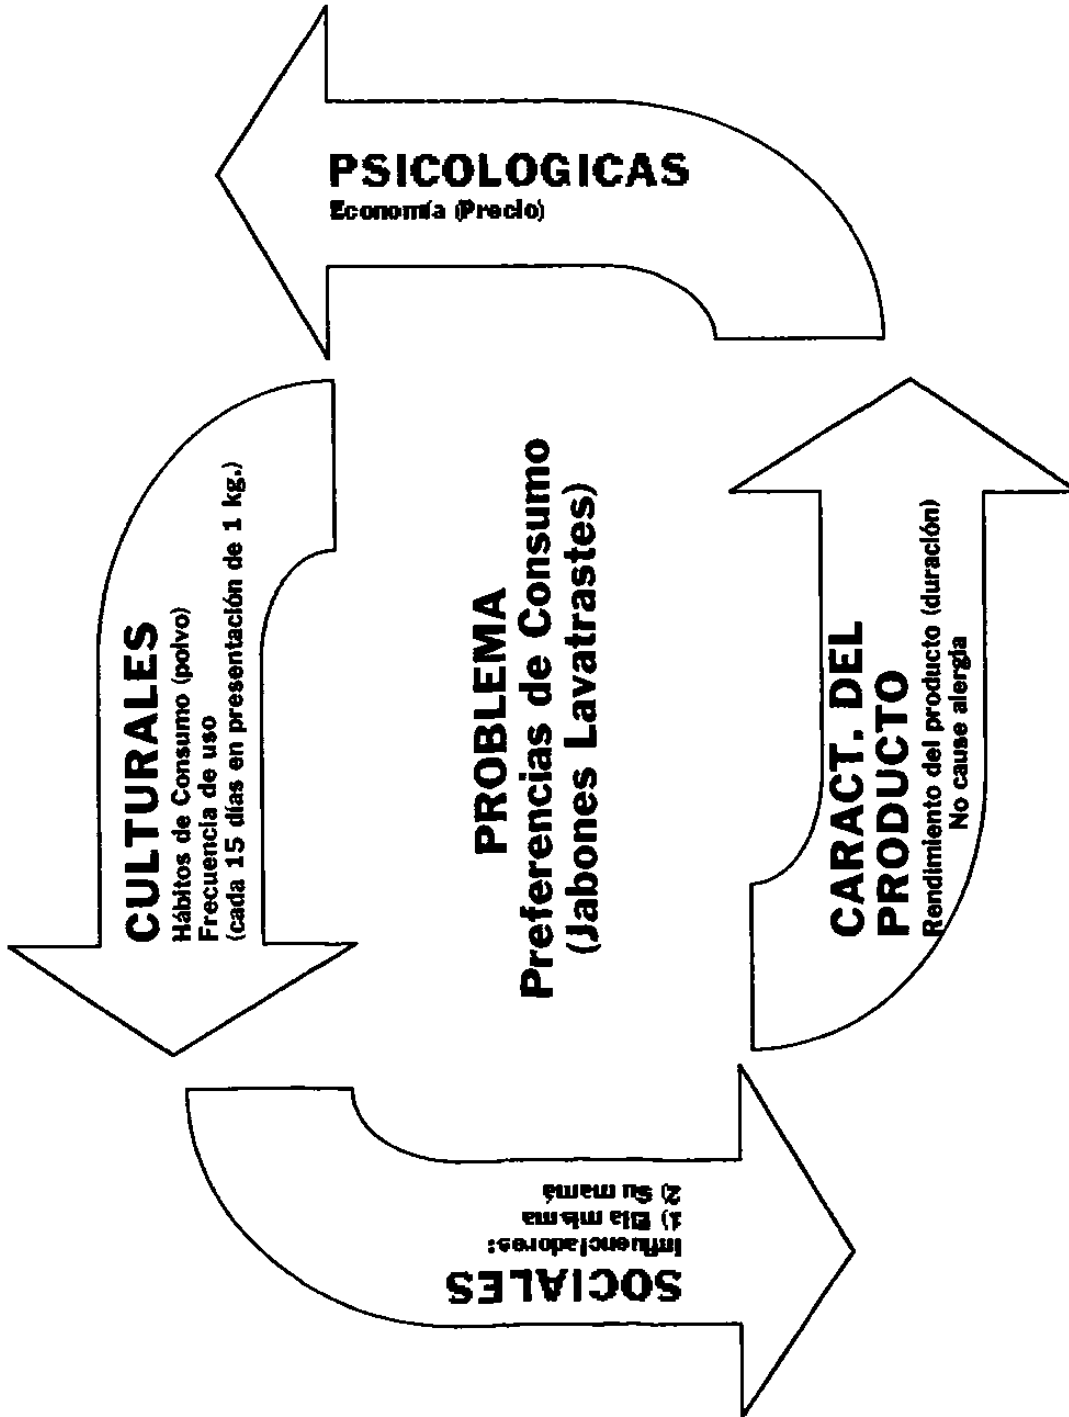 CULTURALES
Hábitos de Consumo (polvo)
Frecuencia de uso
(cada 15 días en presentación de 1 kg.)
PSICOLOGICAS
Economía (Precio)
PROBLEMA
Preferencias de Consumo
(Jabones Lavatrastes)
SOCIALES
Influenciadores:
1) Ella misma
2) Su mamá
CARACT. DEL
PRODUCTO
Rendimiento del producto (duración)
No cause alergia